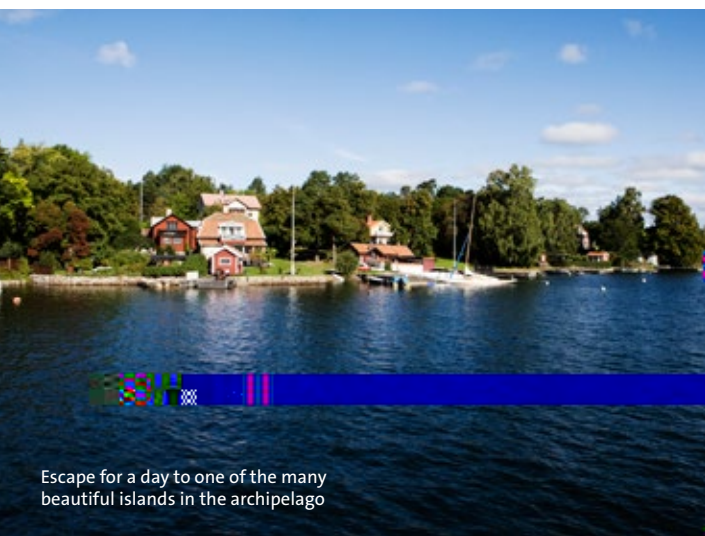 Escape for a day to one of the many
beautiful islands in the archipelago